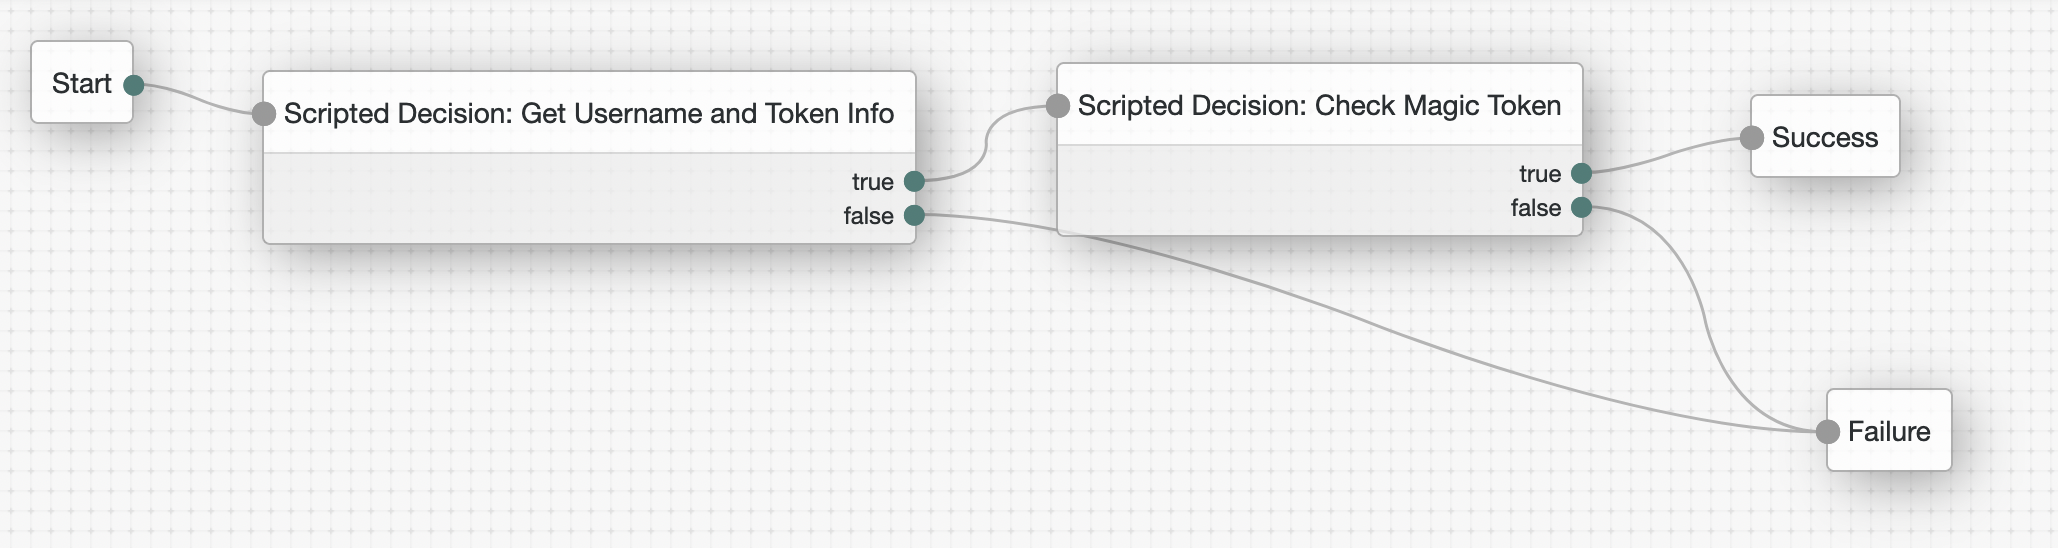 Start
Scripted Decision: Get Username and Token Info
true
false
Scripted Decision: Check Magic Token
true
false
Success
Failure